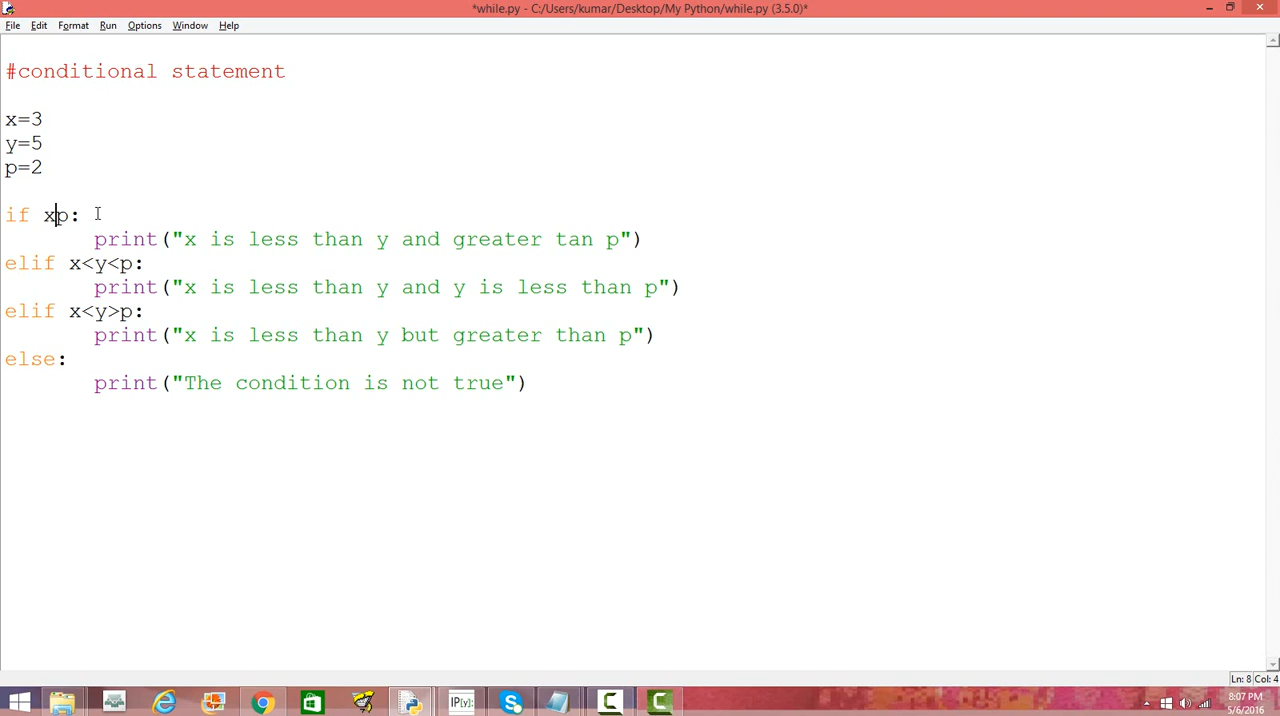 *while.py - C:/Users/kumar/Desktop/My Python/while.py (3.5.0)*
File Edit Format Run Options Window Help
#conditional statement
x=3
y=5
p=2
if xp:
print("x is less than y and greater tan p")
elif x<y<p:
print("x is less than y and y is less than p")
elif x<y>p:
print("x is less than y but greater than p")
else:
print("The condition is not true")
Ln: 8 Col: 4
IP[y]:
8:07 PM
5/6/2016